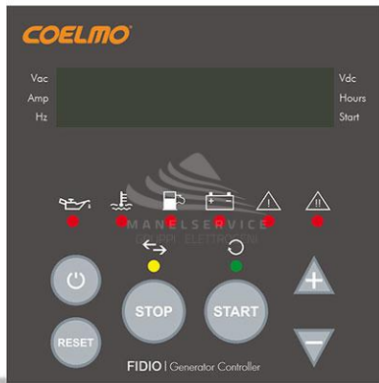 COELMO
Vac Vdc
Amp Hours
Hz Start
MANELSERVICE
GRUPPI ELETTROGENI
STOP START
RESET
FIDIO | Generator Controller